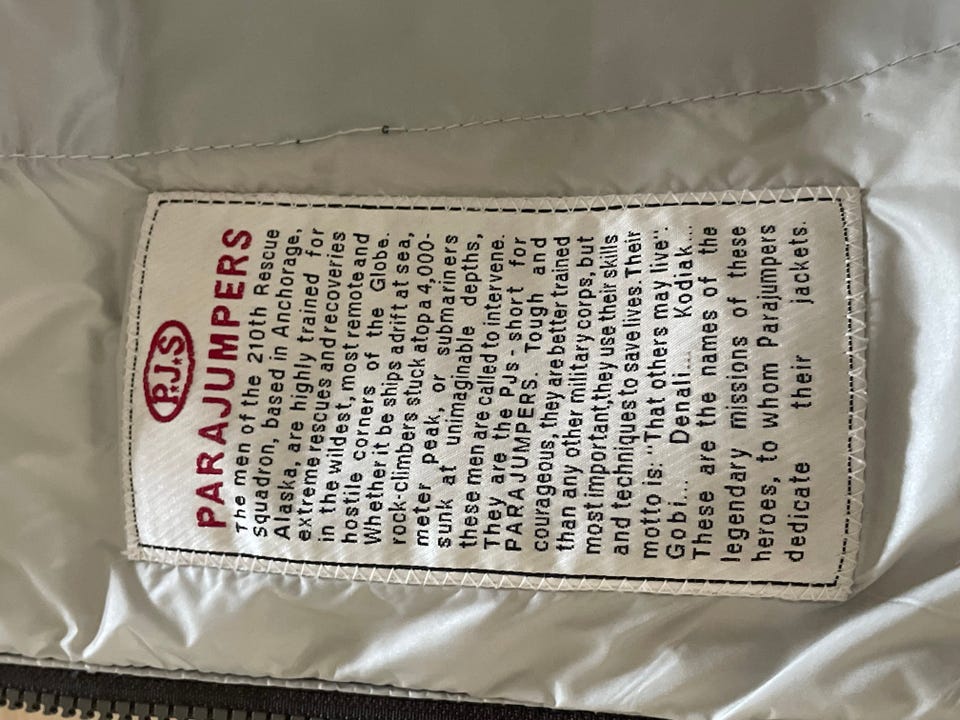 P.J.S
PARAJUMPERS
The men of the 210th Rescue
Squadron, based in Anchorage,
Alaska, are highly trained for
extreme rescues and recoveries
in the wildest, most remote and
hostile corners of the Globe.
Whether it be ships adrift at sea,
rock-climbers stuck atop a 4,000-
meter peak, or submariners
sunk at unimaginable depths,
these men are called to intervene.
They are the PJs - short for
PARAJUMPERS. Tough and
courageous, they are better trained
than any other military corps, but
most important,they use their skills
and techniques to save lives. Their
motto is: "That others may live".
Gobi... Denali... Kodiak...
These are the names of the
legendary missions of these
heroes, to whom Parajumpers
dedicate their jackets.